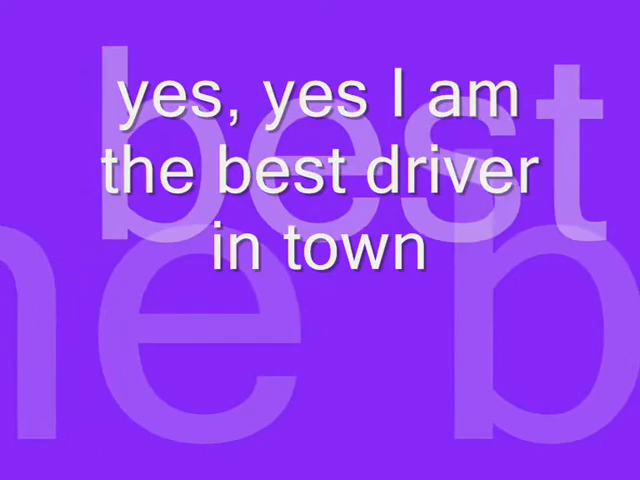 yes, yes I am
the best driver
in town
best
he b